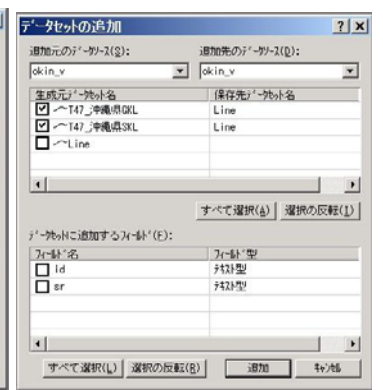 データセットの追加
追加元のデータソース(S): 追加先のデータソース(D):
okin_v okin_v
生成元データセット名 保存先データセット名
T47_沖縄県GKL Line
T47_沖縄県SKL Line
Line
すべて選択(A) 選択の反転(I)
データセットに追加するフィールド(F):
フィールド名 フィールド型
Id テキスト型
sr テキスト型
すべて選択(L) 選択の反転(R) 追加 キャンセル